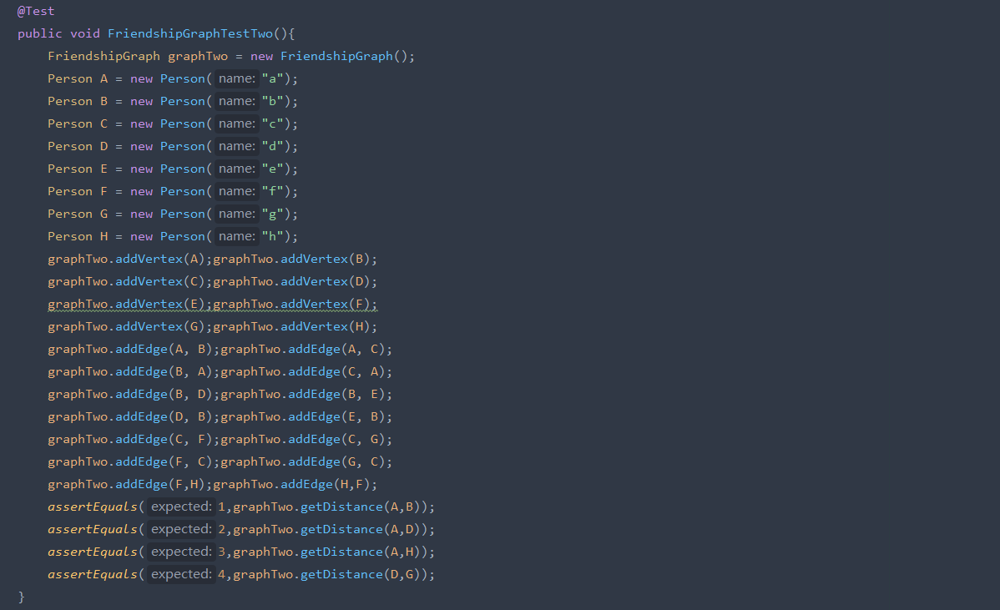 @Test
public void FriendshipGraphTestTwo(){
    FriendshipGraph graphTwo = new FriendshipGraph();
    Person A = new Person( name: "a");
    Person B = new Person( name: "b");
    Person C = new Person( name: "c");
    Person D = new Person( name: "d");
    Person E = new Person( name: "e");
    Person F = new Person( name: "f");
    Person G = new Person( name: "g");
    Person H = new Person( name: "h");
    graphTwo.addVertex(A);graphTwo.addVertex(B);
    graphTwo.addVertex(C);graphTwo.addVertex(D);
    graphTwo.addVertex(E);graphTwo.addVertex(F);
    graphTwo.addVertex(G);graphTwo.addVertex(H);
    graphTwo.addEdge(A, B);graphTwo.addEdge(A, C);
    graphTwo.addEdge(B, A);graphTwo.addEdge(C, A);
    graphTwo.addEdge(B, D);graphTwo.addEdge(B, E);
    graphTwo.addEdge(D, B);graphTwo.addEdge(E, B);
    graphTwo.addEdge(C, F);graphTwo.addEdge(C, G);
    graphTwo.addEdge(F, C);graphTwo.addEdge(G, C);
    graphTwo.addEdge(F,H);graphTwo.addEdge(H,F);
    assertEquals( expected: 1,graphTwo.getDistance(A,B));
    assertEquals( expected: 2,graphTwo.getDistance(A,D));
    assertEquals( expected: 3,graphTwo.getDistance(A,H));
    assertEquals( expected: 4,graphTwo.getDistance(D,G));
}